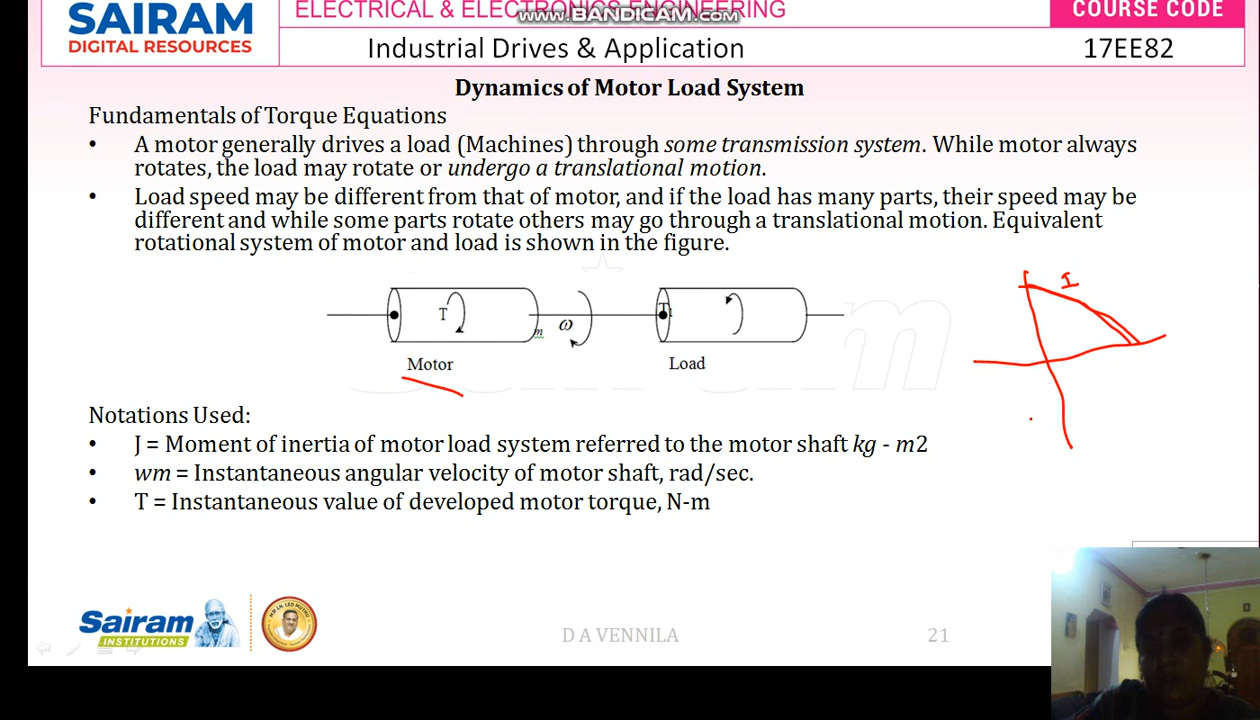 SAIRAM
DIGITAL RESOURCES
ELECTRICAL & ELECTRONICS ENGINEERING
www.BANDICAM.com
COURSE CODE
Industrial Drives & Application
17EE82
Dynamics of Motor Load System
Fundamentals of Torque Equations
• A motor generally drives a load (Machines) through some transmission system. While motor always
rotates, the load may rotate or undergo a translational motion.
• Load speed may be different from that of motor, and if the load has many parts, their speed may be
different and while some parts rotate others may go through a translational motion. Equivalent
rotational system of motor and load is shown in the figure.
T
m
ω
T
Motor
Load
I
Notations Used:
• J = Moment of inertia of motor load system referred to the motor shaft kg - m2
• wm = Instantaneous angular velocity of motor shaft, rad/sec.
• T = Instantaneous value of developed motor torque, N-m
Sairam
INSTITUTIONS
D A VENNILA
21